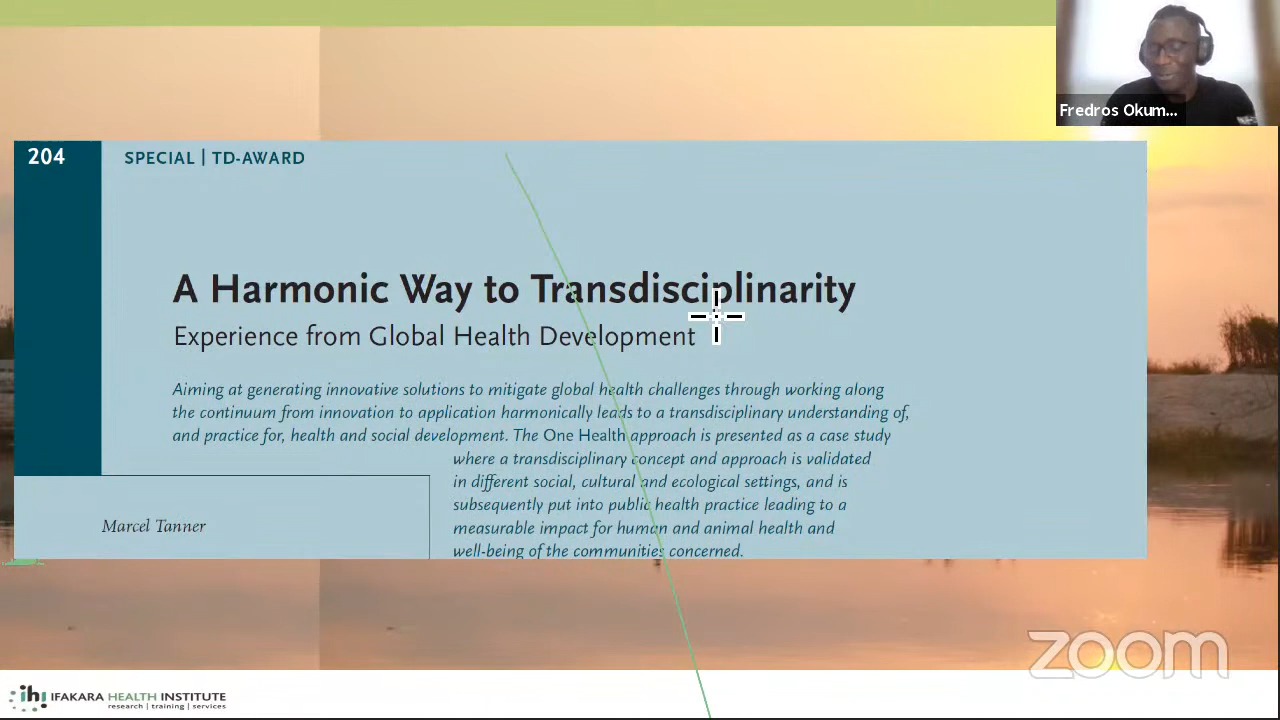 Fredros Okum...
204
SPECIAL | TD-AWARD
A Harmonic Way to Transdisciplinarity
Experience from Global Health Development
Aiming at generating innovative solutions to mitigate global health challenges through working along
the continuum from innovation to application harmonically leads to a transdisciplinary understanding of,
and practice for, health and social development. The One Health approach is presented as a case study
where a transdisciplinary concept and approach is validated
in different social, cultural and ecological settings, and is
subsequently put into public health practice leading to a
measurable impact for human and animal health and
well-being of the communities concerned.
Marcel Tanner
zoom
ihi IFAKARA HEALTH INSTITUTE
research | training | services